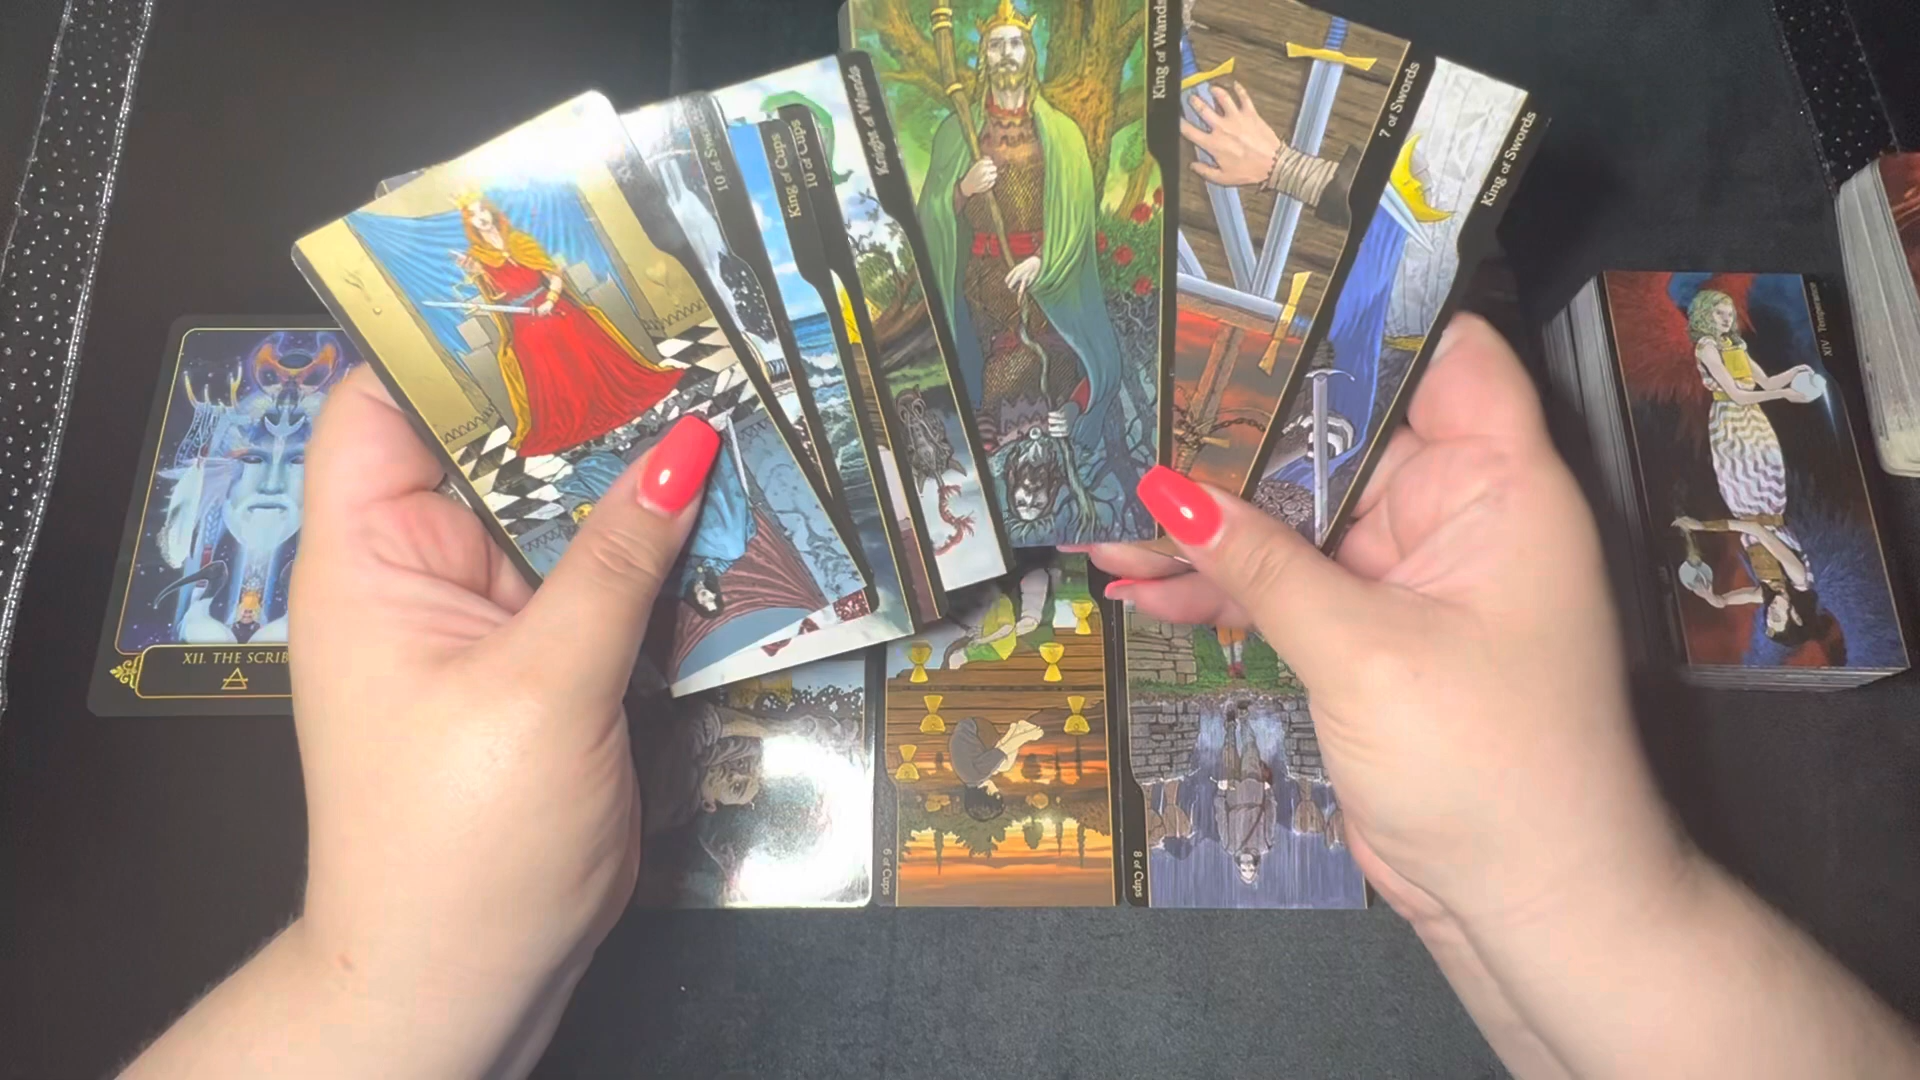 10 of Swords
King of Cups
10 of Cups
Knight of Wands
King of Wands
7 of Swords
King of Swords
XIV Temperance
XII. THE SCRIB
6 of Cups
8 of Cups